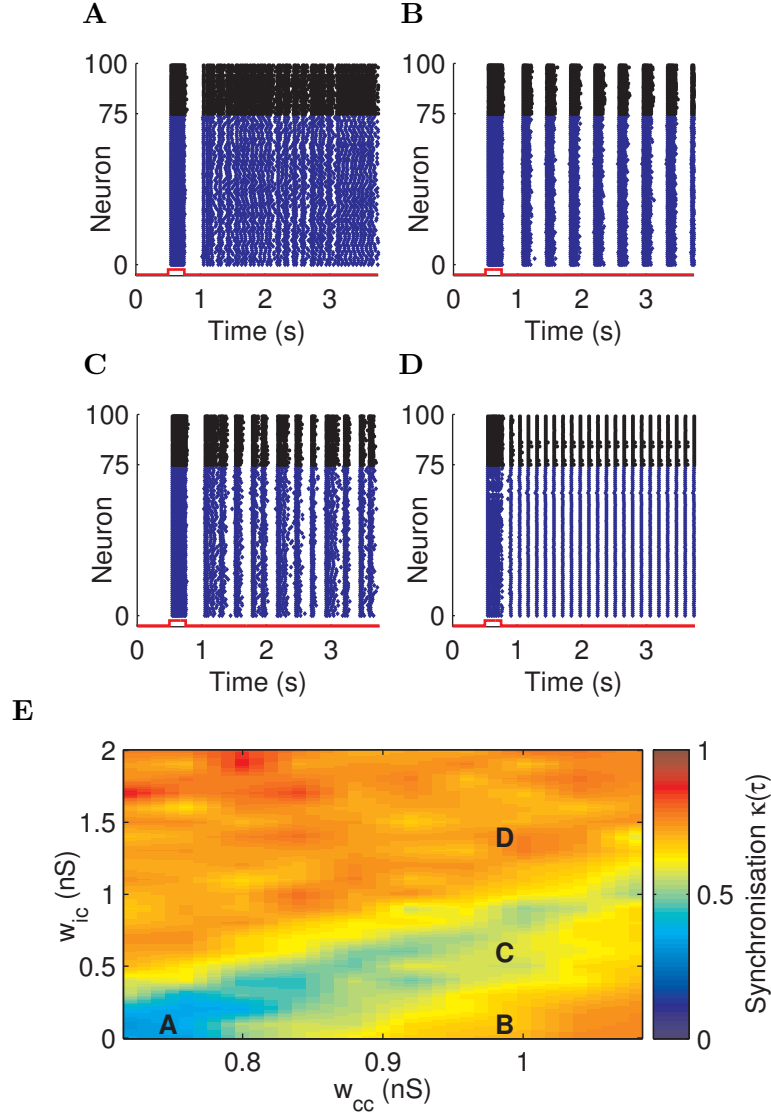 A
B
100
75
0
Neuron
0 1 2 3
Time (s)
100
75
0
Neuron
0 1 2 3
Time (s)
C
D
100
75
0
Neuron
0 1 2 3
Time (s)
100
75
0
Neuron
0 1 2 3
Time (s)
E
2
1.5
1
0.5
0
w_ic (nS)
0.8 0.9 1
w_cc (nS)
A
B
C
D
1
0.5
0
Synchronisation κ(τ)